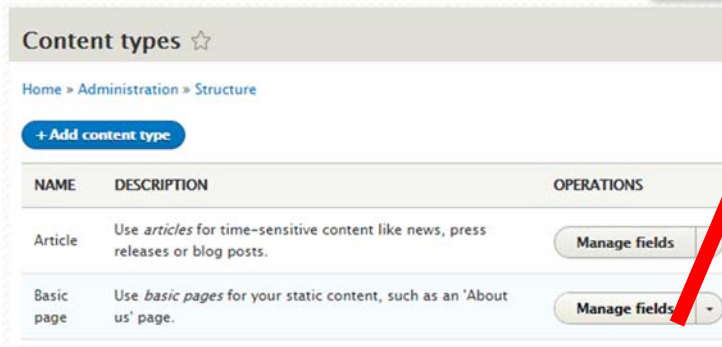 Content types
Home » Administration » Structure
+ Add content type
NAME DESCRIPTION OPERATIONS
Article Use articles for time-sensitive content like news, press
releases or blog posts. Manage fields
Basic
page Use basic pages for your static content, such as an 'About
us' page. Manage fields